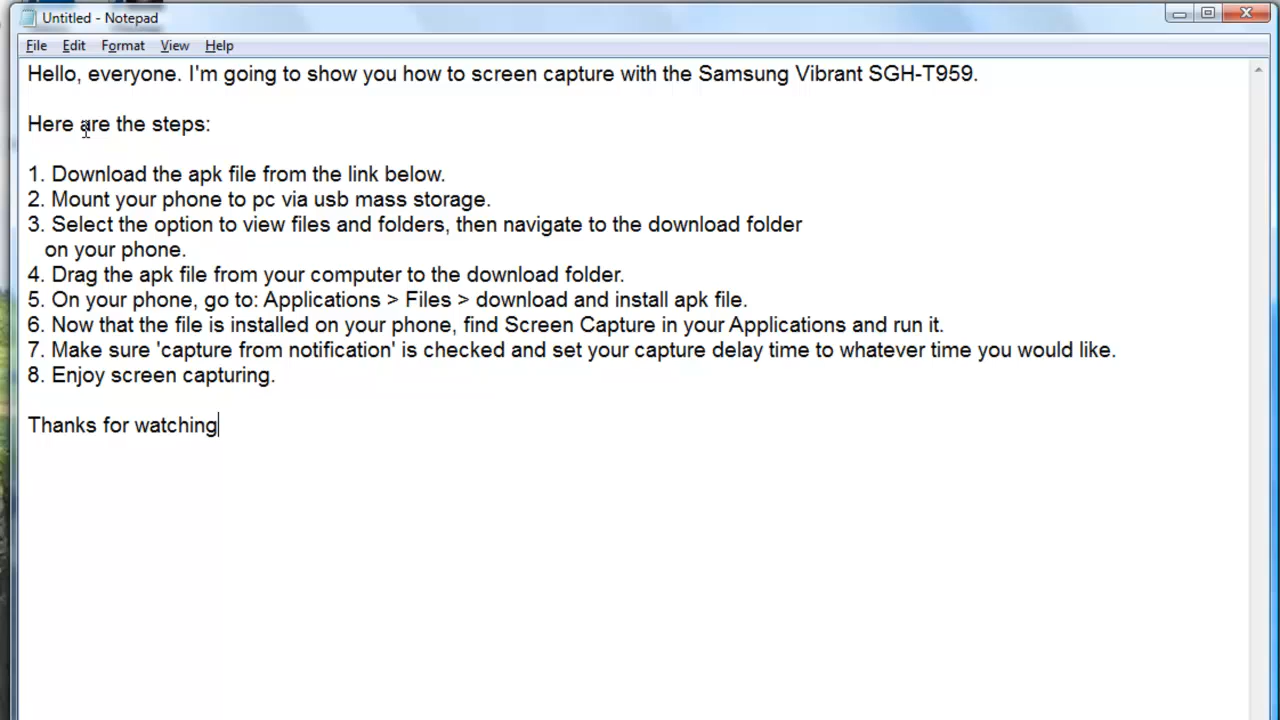 Untitled - Notepad
File Edit Format View Help
Hello, everyone. I'm going to show you how to screen capture with the Samsung Vibrant SGH-T959.
Here are the steps:
1. Download the apk file from the link below.
2. Mount your phone to pc via usb mass storage.
3. Select the option to view files and folders, then navigate to the download folder
on your phone.
4. Drag the apk file from your computer to the download folder.
5. On your phone, go to: Applications > Files > download and install apk file.
6. Now that the file is installed on your phone, find Screen Capture in your Applications and run it.
7. Make sure 'capture from notification' is checked and set your capture delay time to whatever time you would like.
8. Enjoy screen capturing.
Thanks for watching